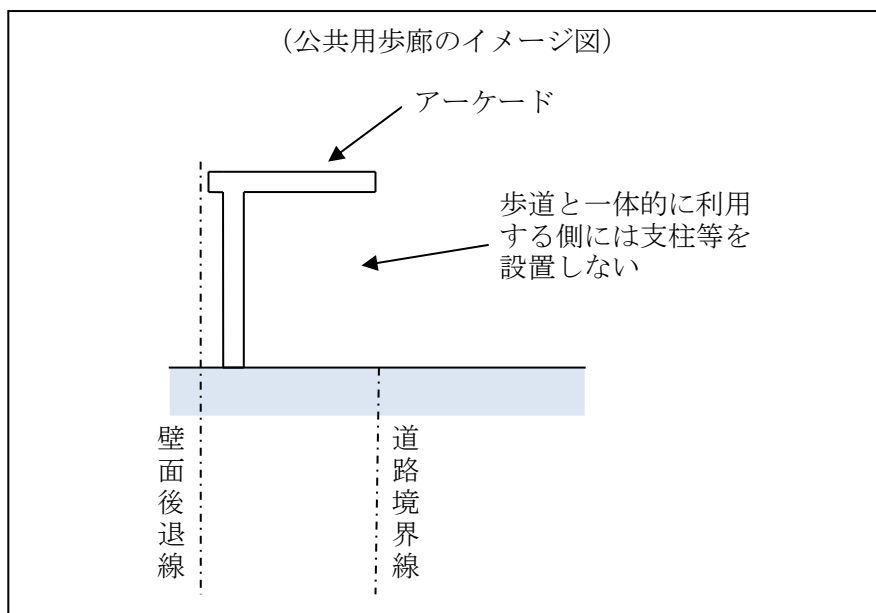 （公共用歩廊のイメージ図）
アーケード
歩道と一体的に利用
する側には支柱等を
設置しない
壁面後退線
道路境界線